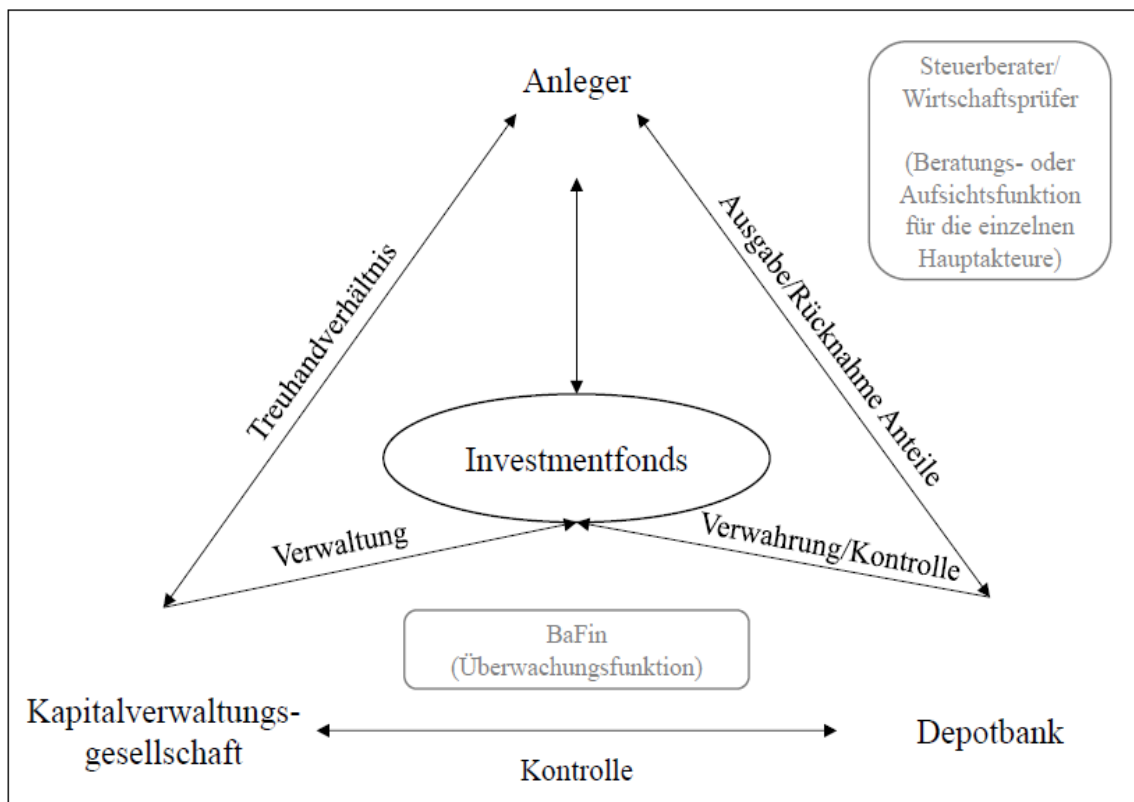 Anleger
Steuerberater/
Wirtschaftsprüfer
(Beratungs- oder
Aufsichtsfunktion
für die einzelnen
Hauptakteure)
Treuhandverhältnis
Ausgabe/Rücknahme Anteile
Investmentfonds
Verwaltung
Verwahrung/Kontrolle
BaFin
(Überwachungsfunktion)
Kapitalverwaltungs-
gesellschaft
Kontrolle
Depotbank